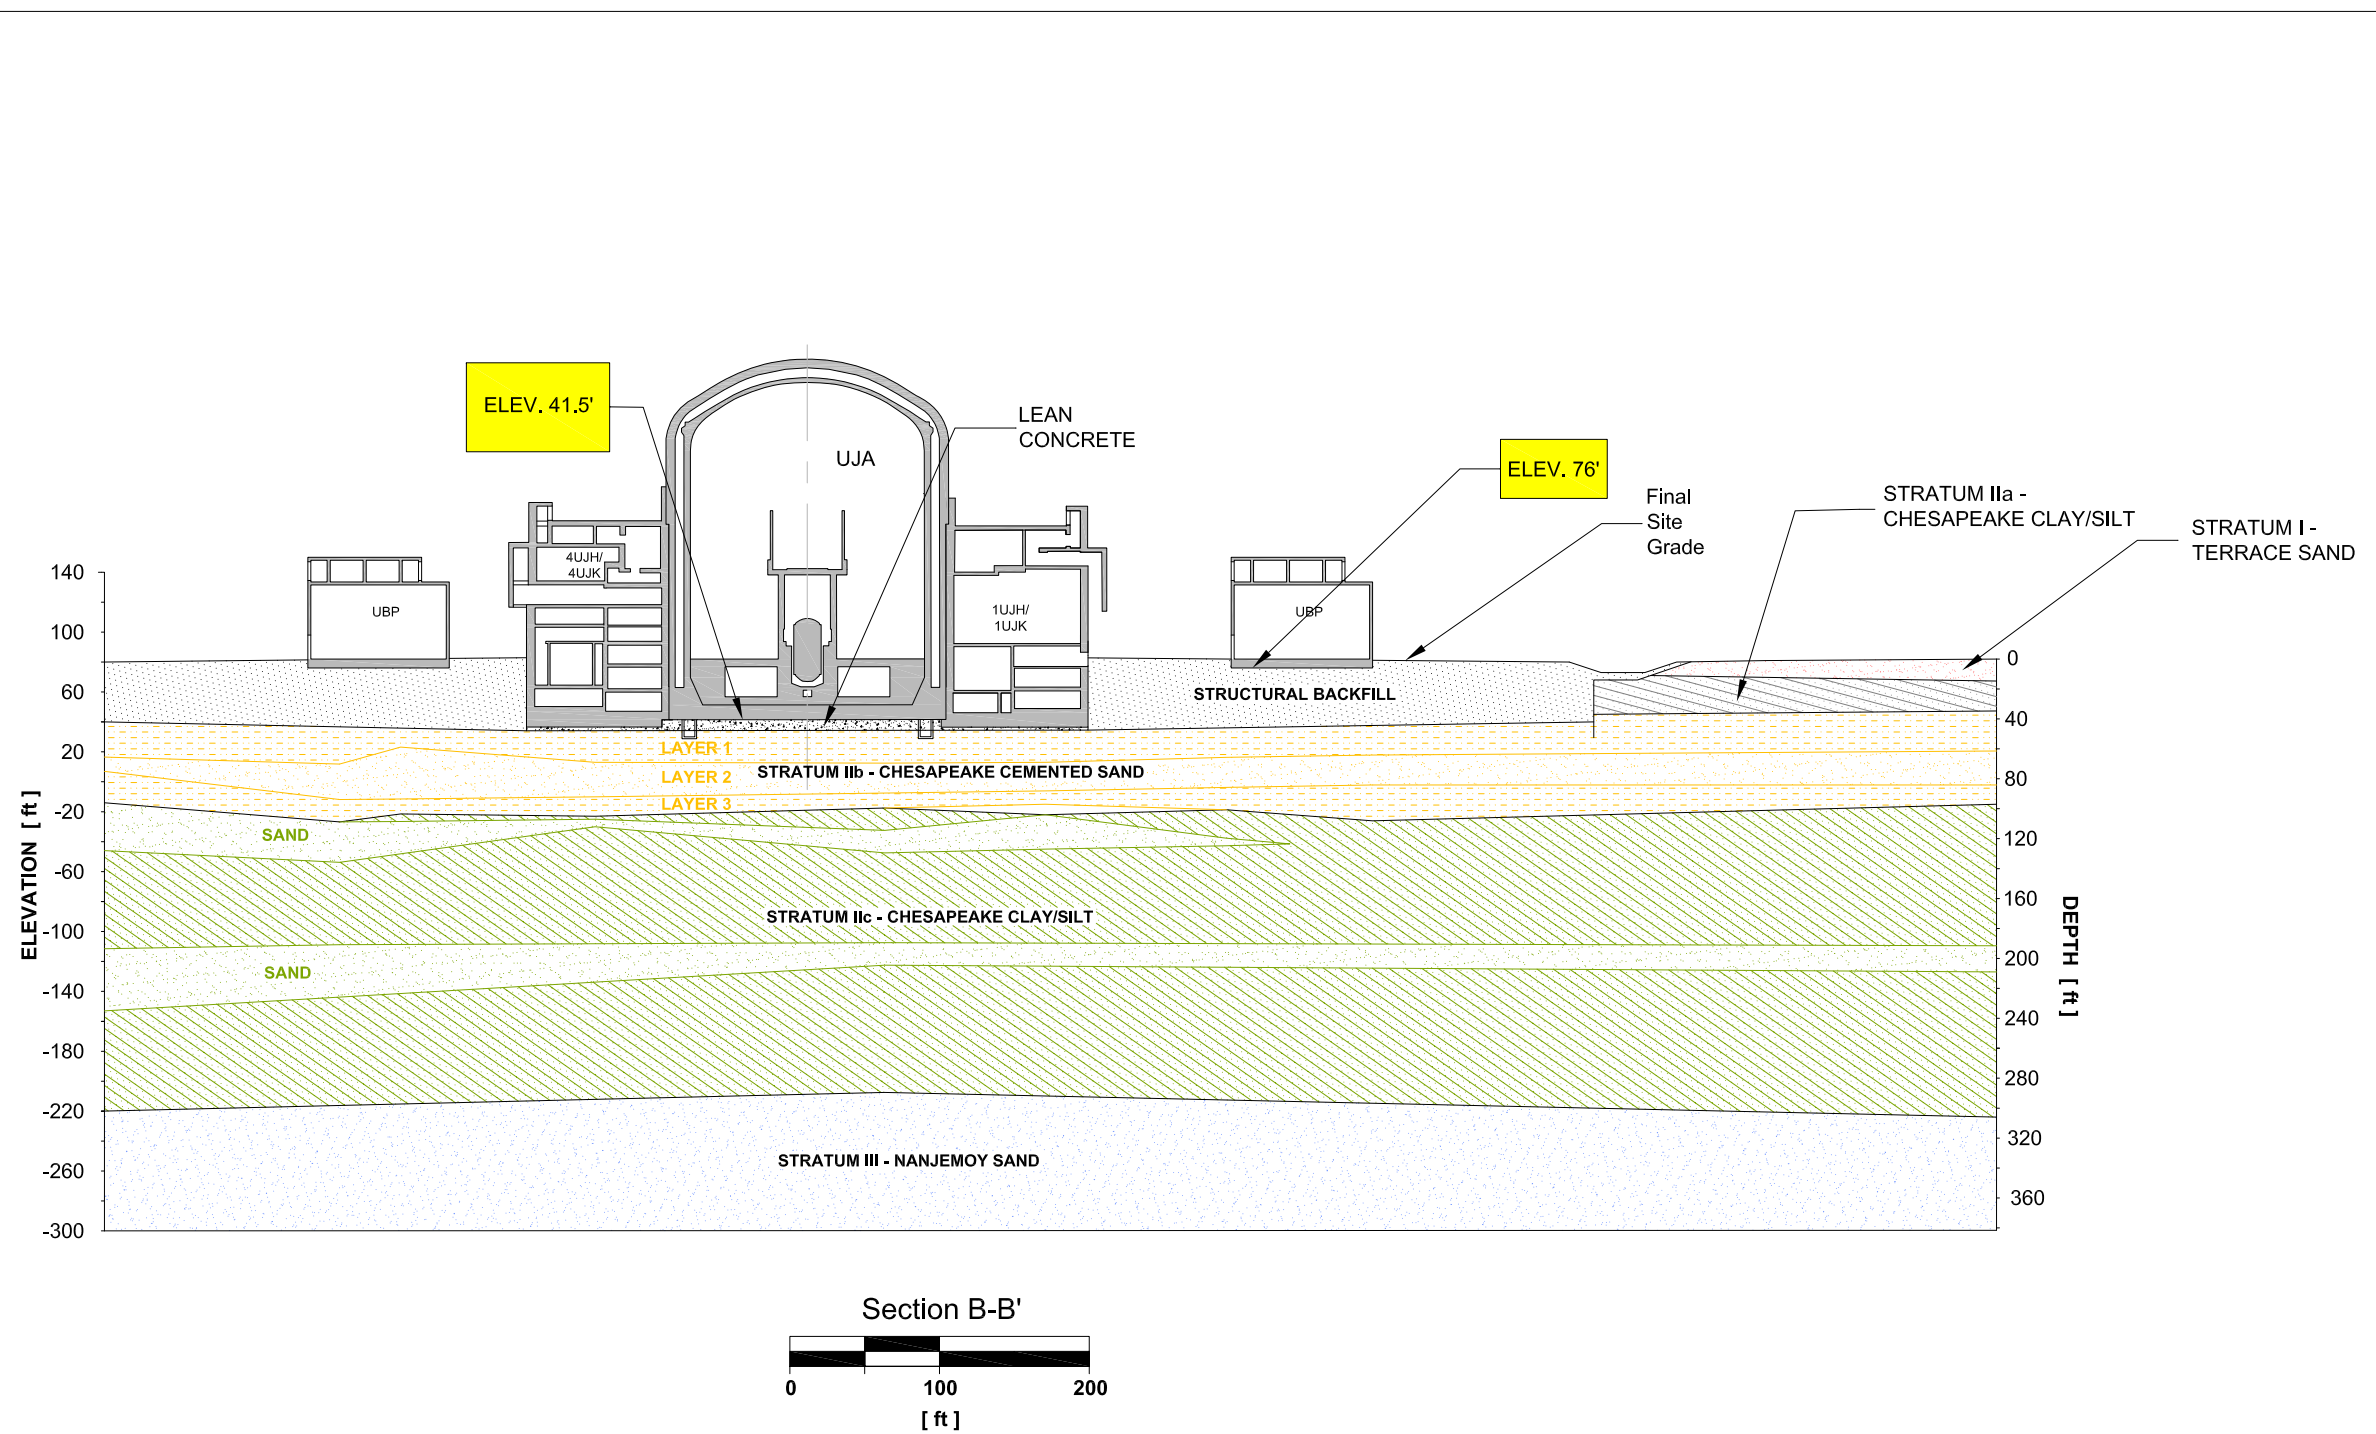 ELEV. 41.5'
LEAN
CONCRETE
UJA
ELEV. 76'
Final
Site
Grade
STRATUM IIa -
CHESAPEAKE CLAY/SILT
STRATUM I -
TERRACE SAND
4UJH/
4UJK
1UJH/
1UJK
UBP
UBP
140
100
60
20
-20
-60
-100
-140
-180
-220
-260
-300
ELEVATION [ ft ]
0
40
80
120
160
200
240
280
320
360
DEPTH [ ft ]
STRUCTURAL BACKFILL
LAYER 1
LAYER 2
STRATUM IIb - CHESAPEAKE CEMENTED SAND
LAYER 3
SAND
STRATUM IIc - CHESAPEAKE CLAY/SILT
SAND
STRATUM III - NANJEMOY SAND
Section B-B'
0 100 200
[ ft ]